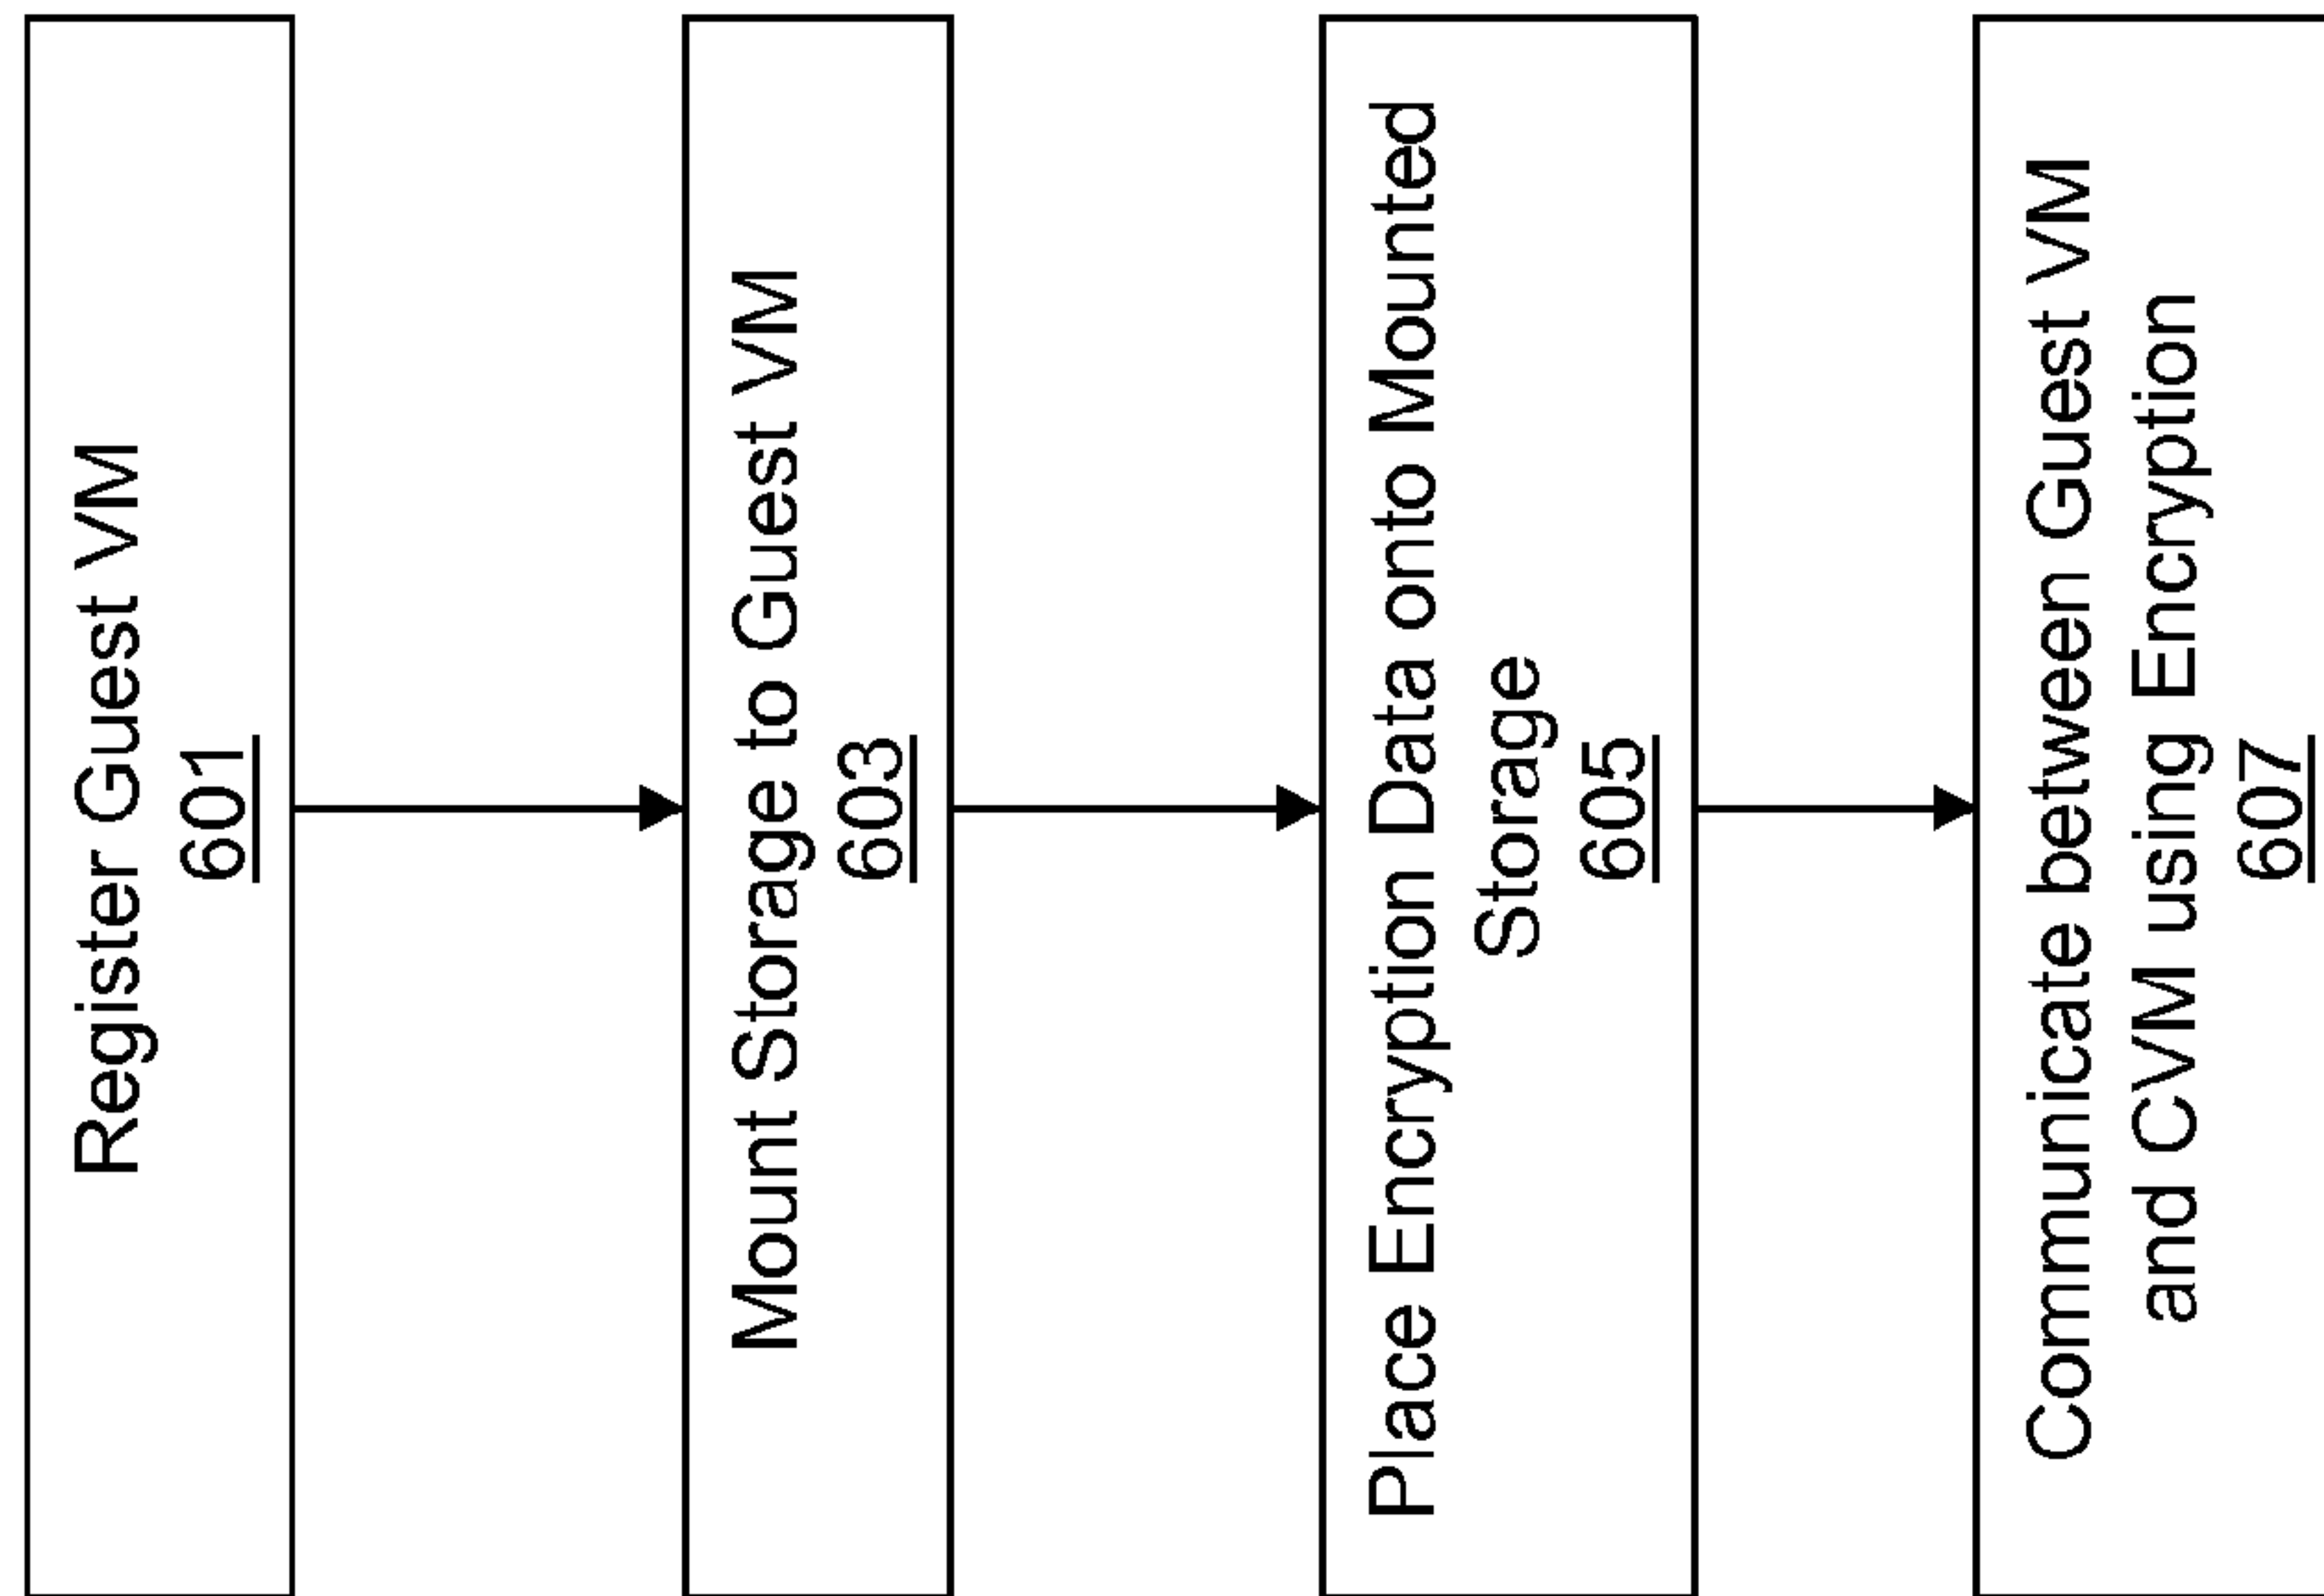 Register Guest VM
601
Mount Storage to Guest VM
603
Place Encryption Data onto Mounted
Storage
605
Communicate between Guest VM
and CVM using Encryption
607